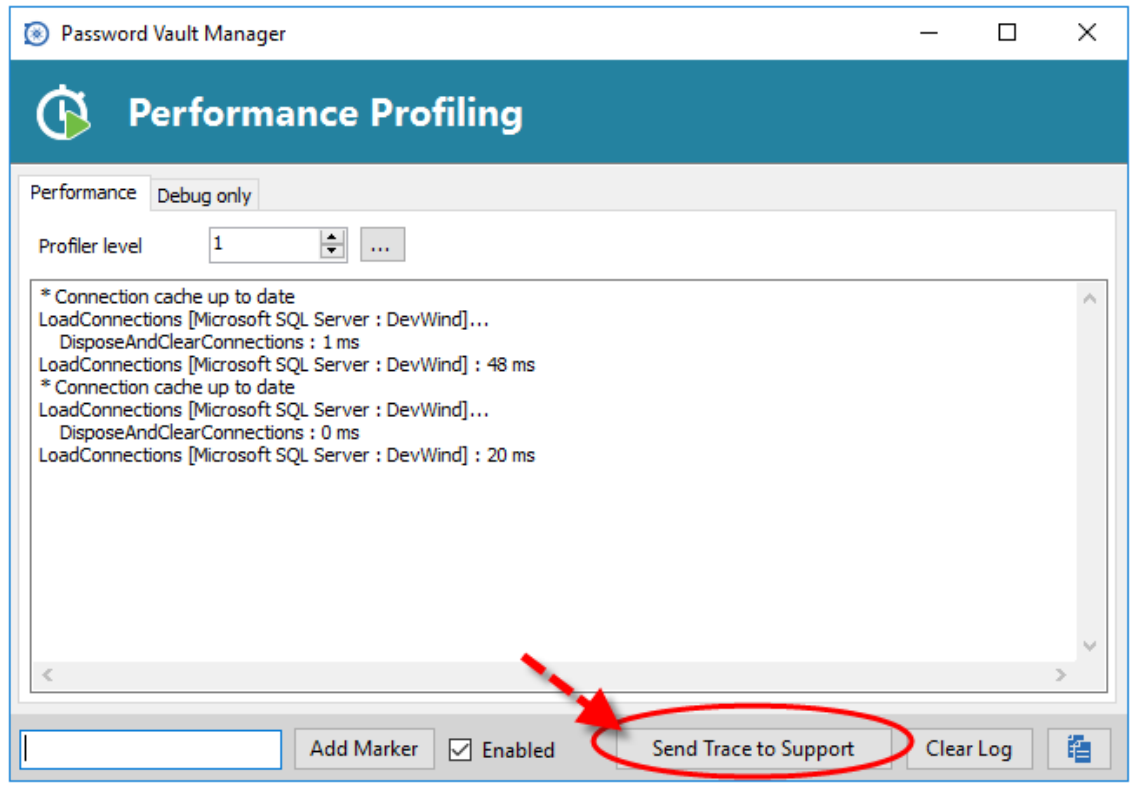 Password Vault Manager
Performance Profiling
Performance Debug only
Profiler level 1 ...
* Connection cache up to date
LoadConnections [Microsoft SQL Server : DevWind]...
DisposeAndClearConnections : 1 ms
LoadConnections [Microsoft SQL Server : DevWind] : 48 ms
* Connection cache up to date
LoadConnections [Microsoft SQL Server : DevWind]...
DisposeAndClearConnections : 0 ms
LoadConnections [Microsoft SQL Server : DevWind] : 20 ms
Add Marker Enabled Send Trace to Support Clear Log